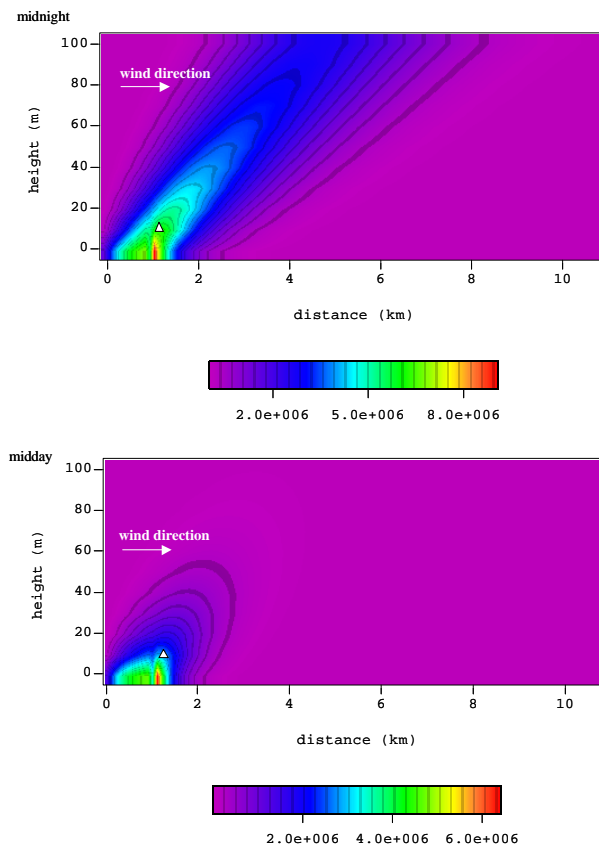 midnight
100
80
60
40
20
0
height (m)
wind direction
0 2 4 6 8 10
distance (km)
2.0e+006 5.0e+006 8.0e+006
midday
100
80
60
40
20
0
height (m)
wind direction
0 2 4 6 8 10
distance (km)
2.0e+006 4.0e+006 6.0e+006